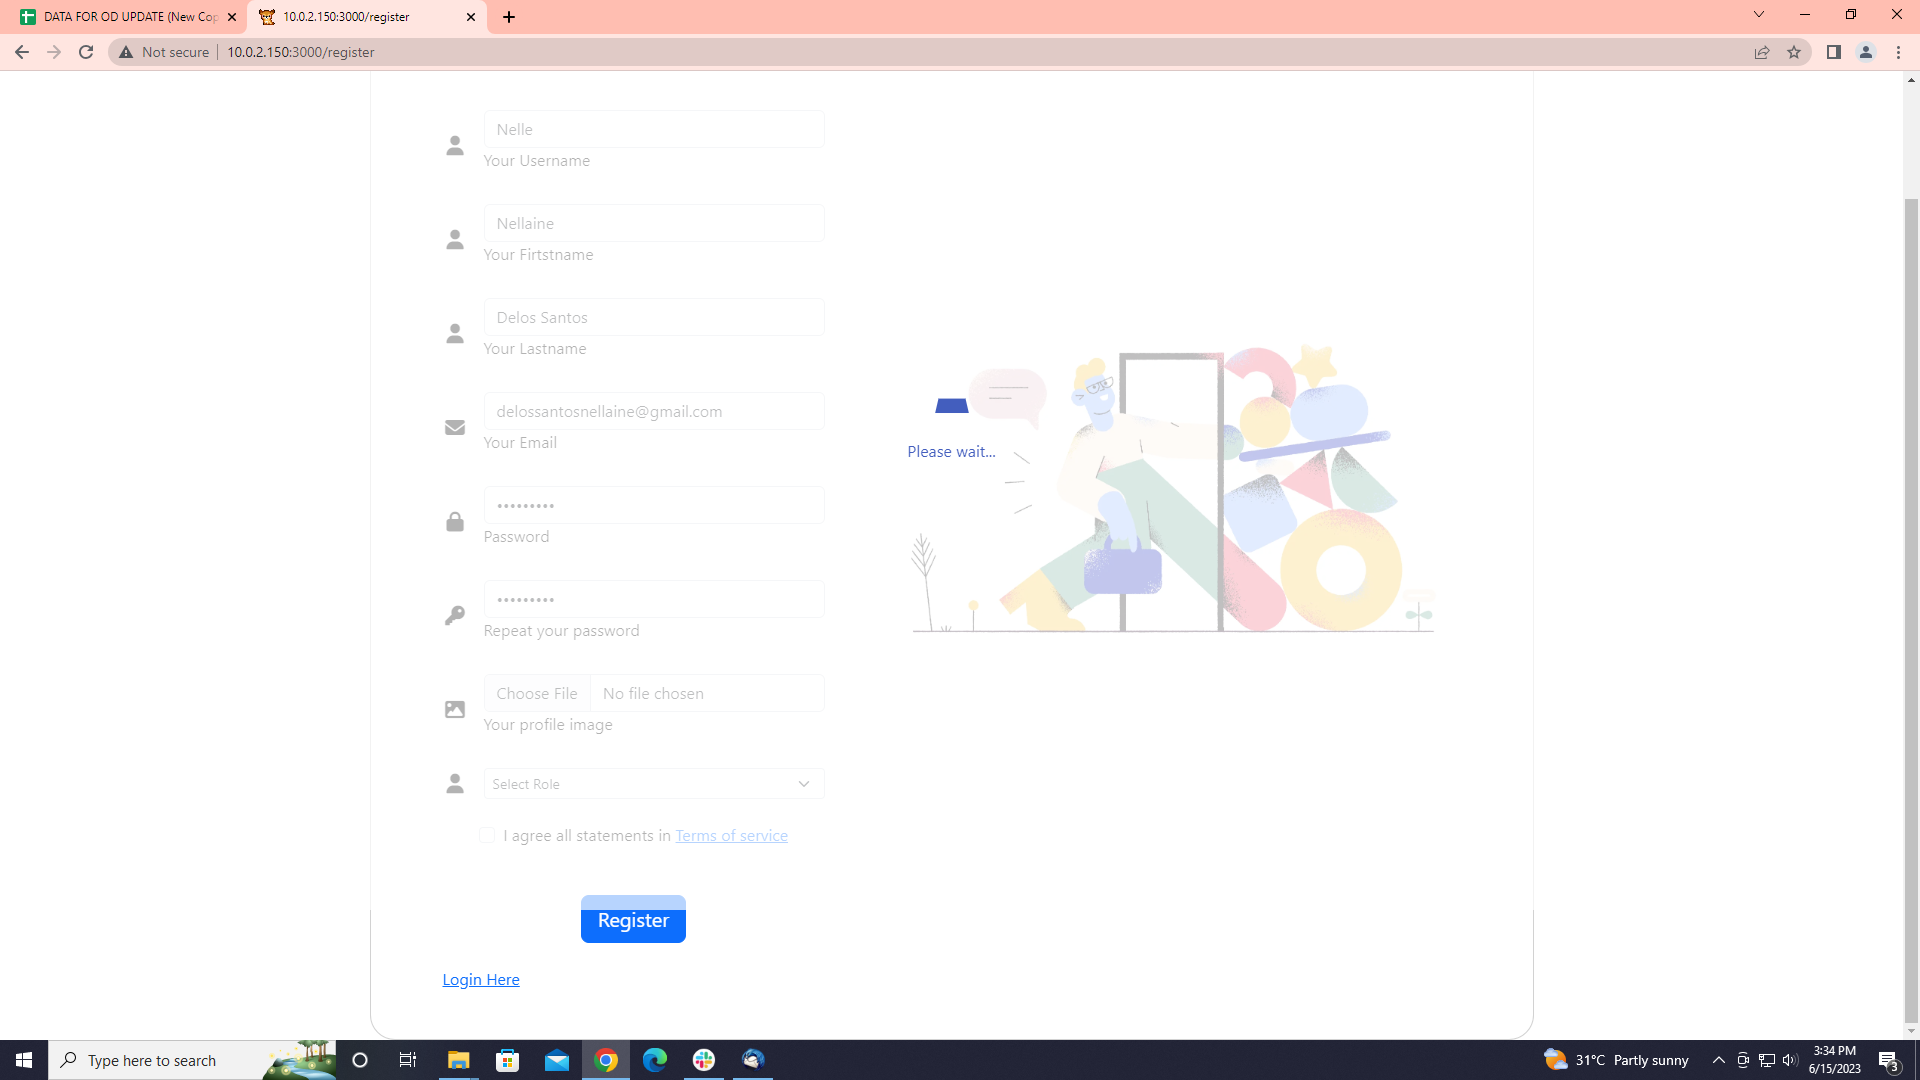 DATA FOR OD UPDATE (New Cop
10.0.2.150:3000/register
Not secure
10.0.2.150:3000/register
Nelle
Your Username
Nellaine
Your Firtstname
Delos Santos
Your Lastname
delossantosnellaine@gmail.com
Your Email
•••••••••
Password
•••••••••
Repeat your password
Choose File No file chosen
Your profile image
Select Role
I agree all statements in Terms of service
Register
Login Here
Please wait...
Type here to search
31°C Partly sunny
3:34 PM
6/15/2023
3